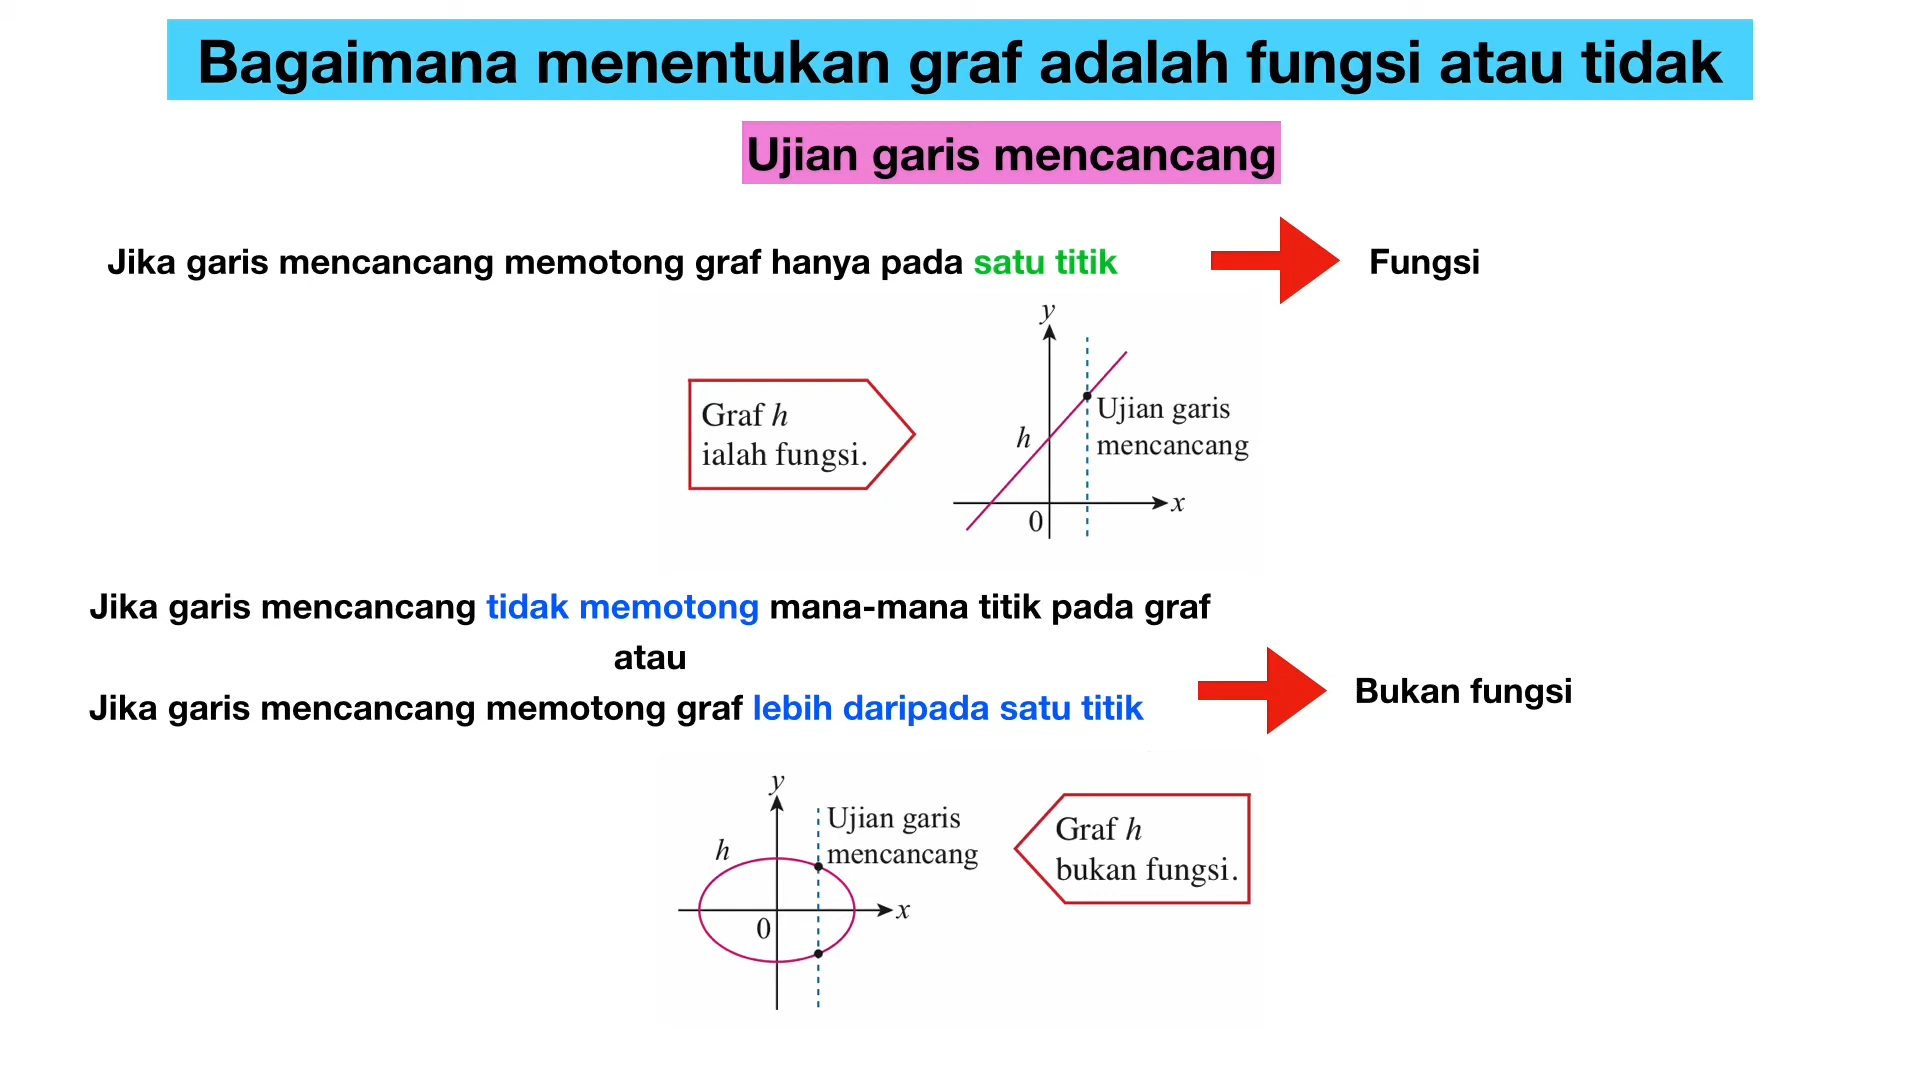 Bagaimana menentukan graf adalah fungsi atau tidak
Ujian garis mencancang
Jika garis mencancang memotong graf hanya pada satu titik
Fungsi
y
Graf h
ialah fungsi.
Ujian garis
mencancang
h
x
0
Jika garis mencancang tidak memotong mana-mana titik pada graf
atau
Jika garis mencancang memotong graf lebih daripada satu titik
Bukan fungsi
y
Ujian garis
mencancang
h
x
0
Graf h
bukan fungsi.